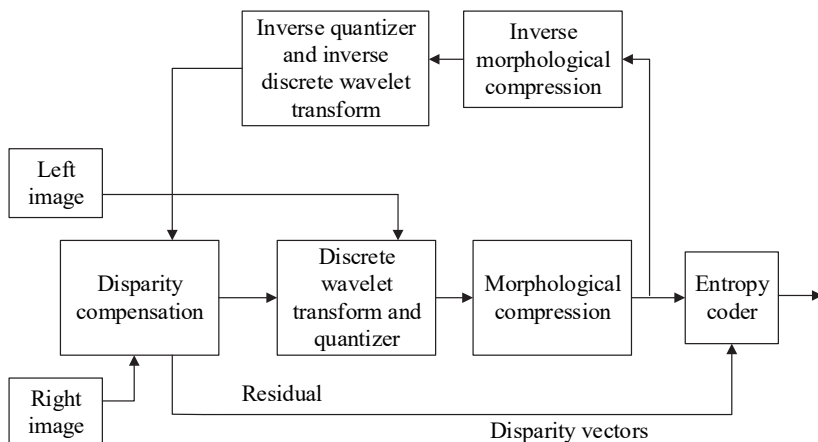 Inverse quantizer
and inverse
discrete wavelet
transform
Inverse
morphological
compression
Left
image
Disparity
compensation
Discrete
wavelet
transform and
quantizer
Morphological
compression
Entropy
coder
Right
image
Residual
Disparity vectors